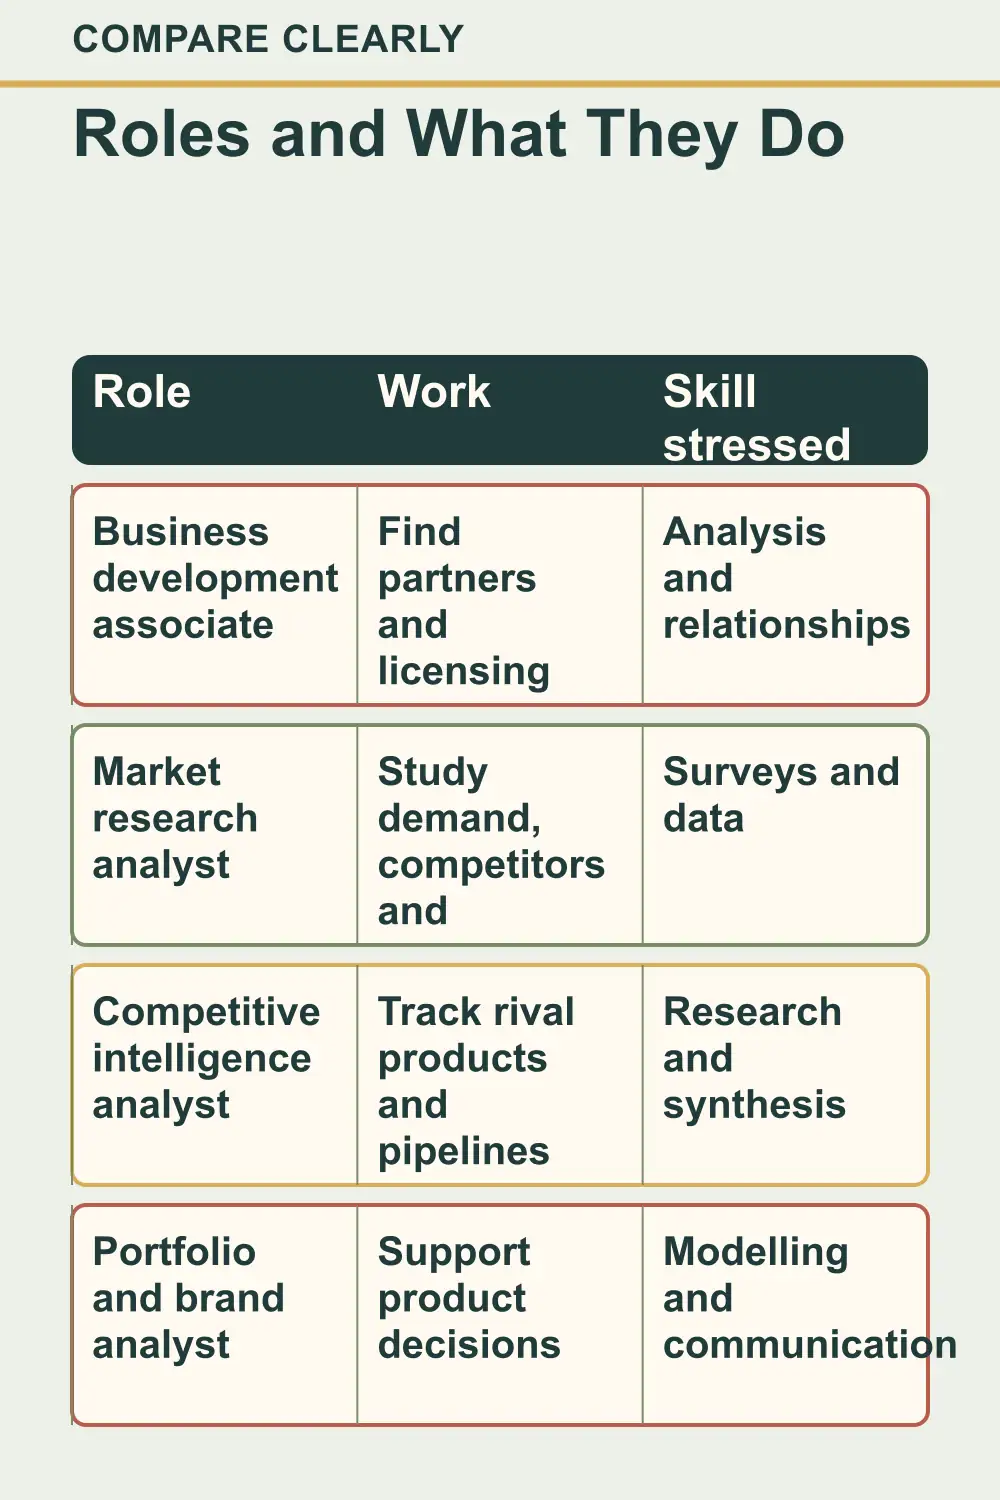 COMPARE CLEARLY
Roles and What They Do
Role
Work
Skill
stressed
Business
development
associate
Find
partners
and
licensing
Analysis
and
relationships
Market
research
analyst
Study
demand,
competitors
and
Surveys and
data
Competitive
intelligence
analyst
Track rival
products
and
pipelines
Research
and
synthesis
Portfolio
and brand
analyst
Support
product
decisions
Modelling
and
communication